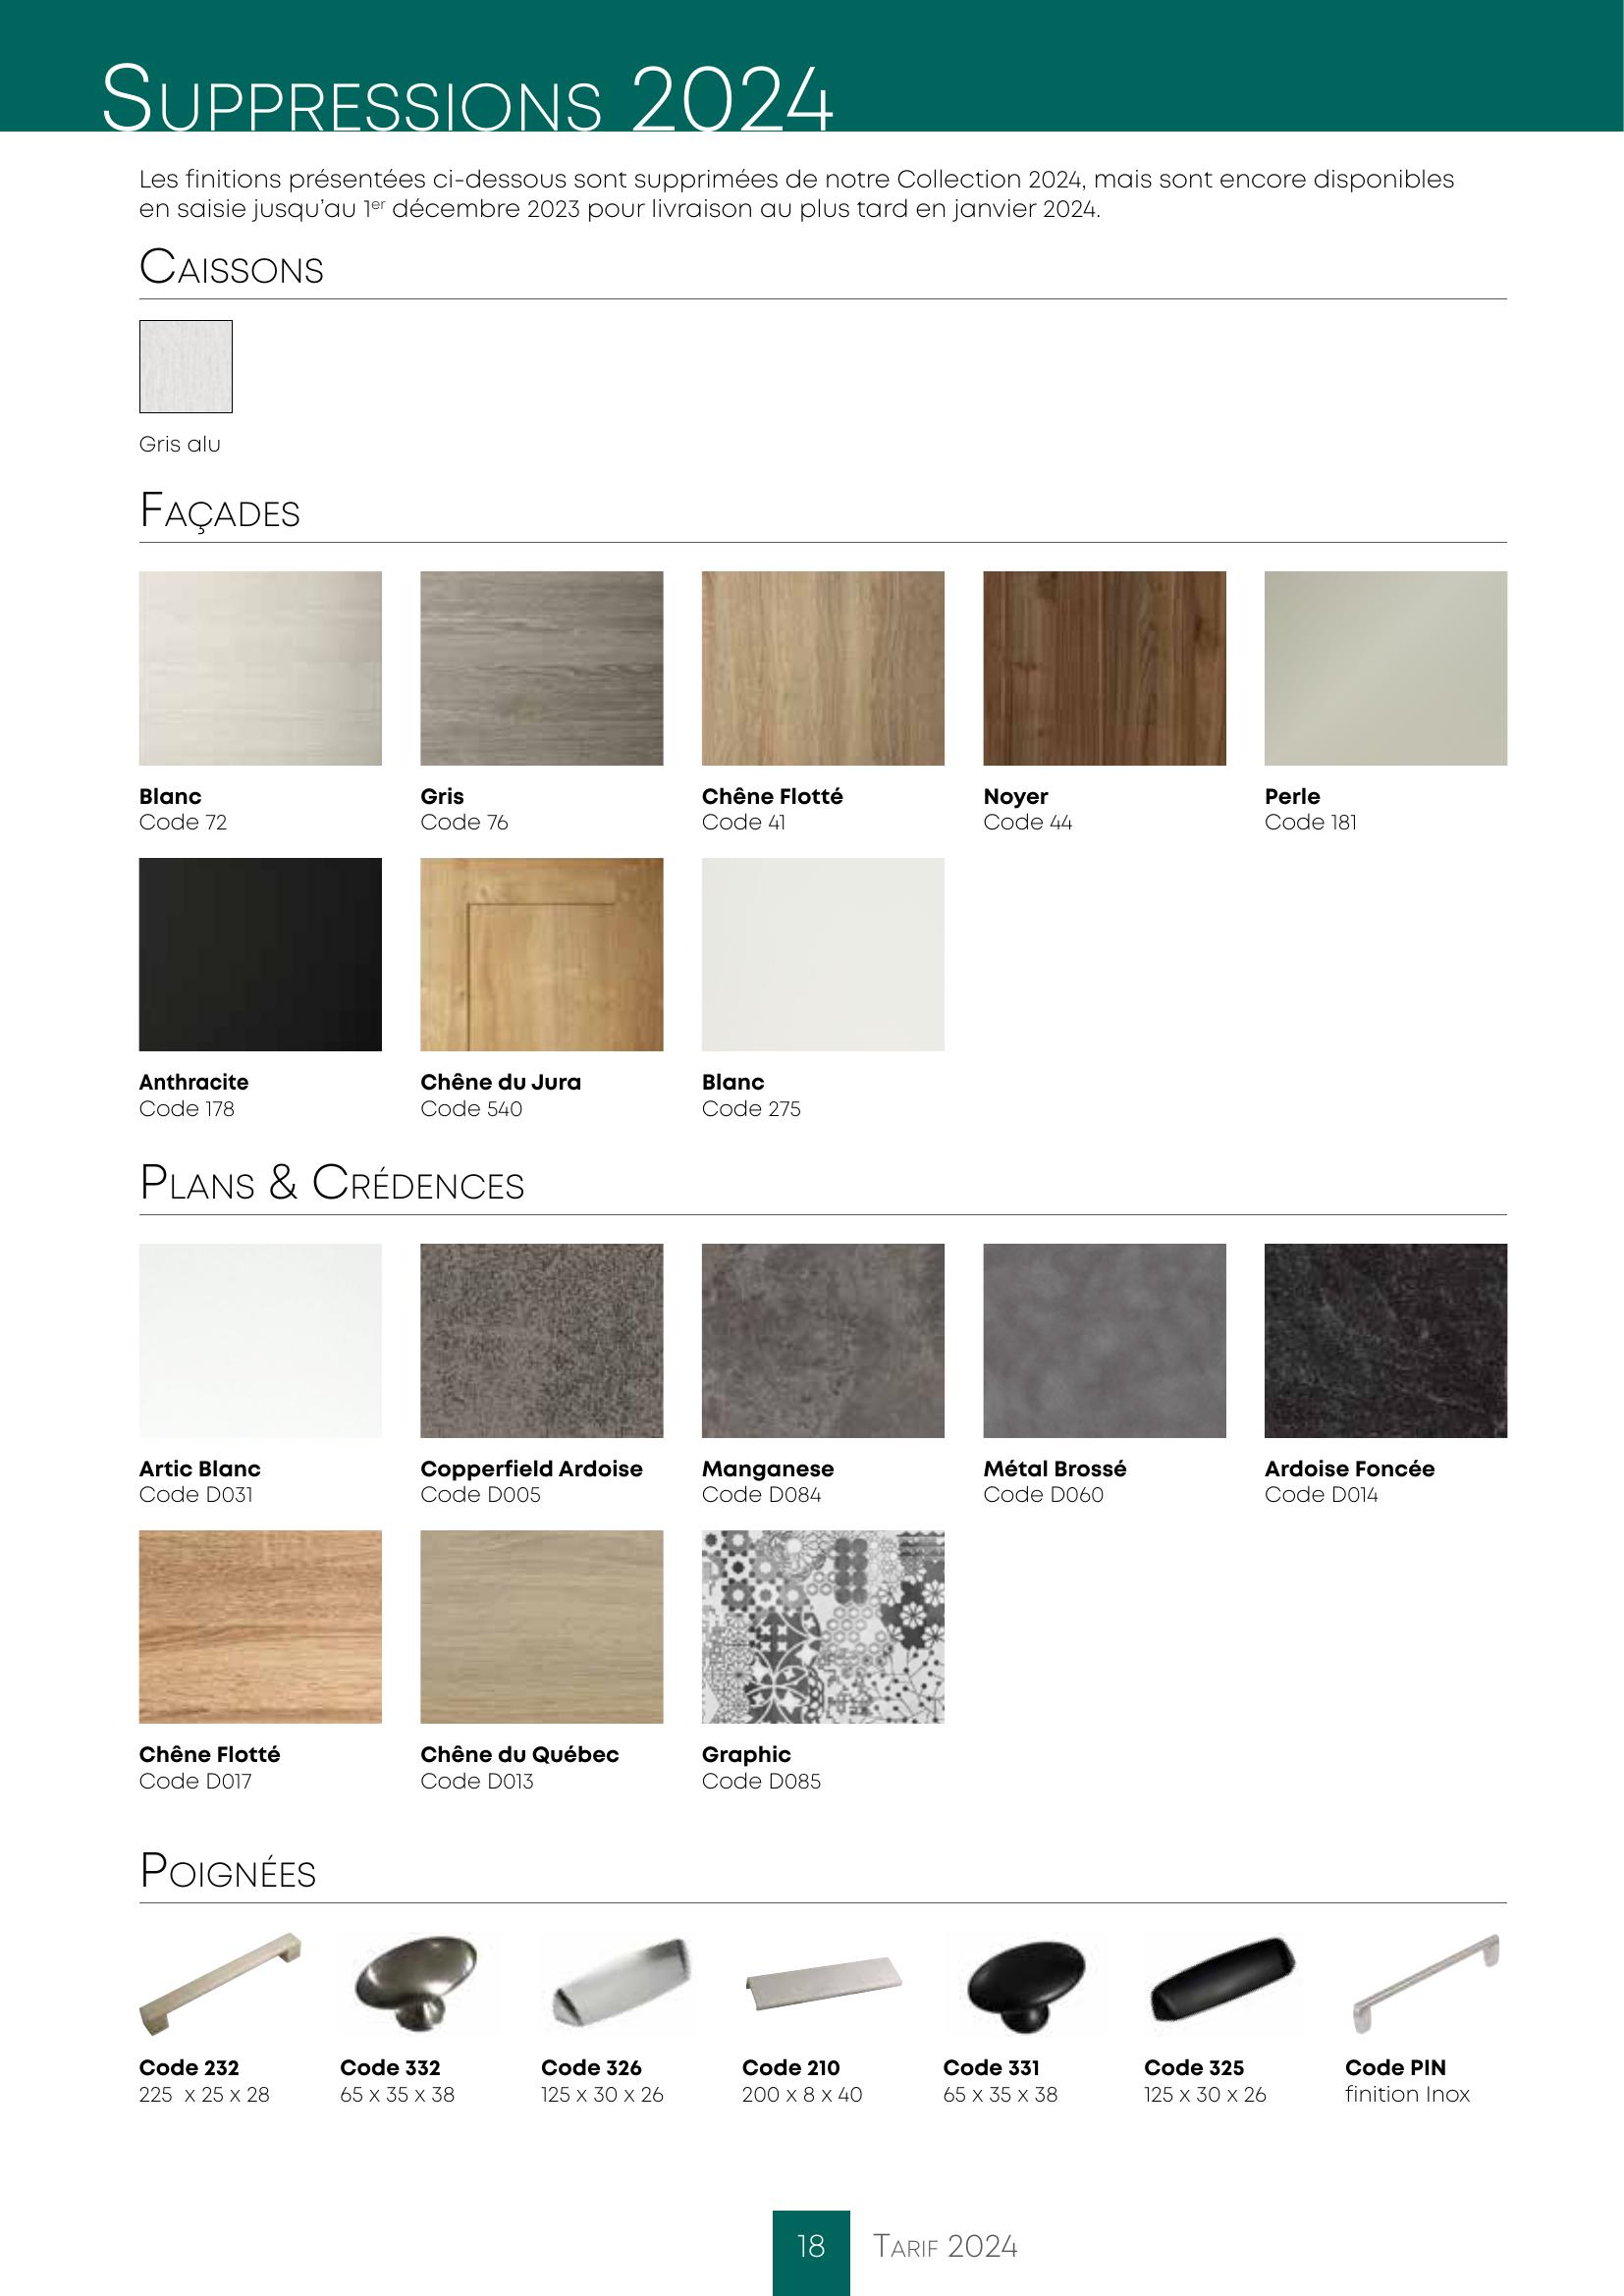 Suppressions 2024
Les finitions présentées ci-dessous sont supprimées de notre Collection 2024, mais sont encore disponibles
en saisie jusqu'au 1er décembre 2023 pour livraison au plus tard en janvier 2024.
Caissons
Gris alu
Façades
Blanc Gris Chêne Flotté Noyer Perle
Code 72 Code 76 Code 41 Code 44 Code 181
Anthracite Chêne du Jura Blanc
Code 178 Code 540 Code 275
Plans & Crédences
Artic Blanc Copperfield Ardoise Manganese Métal Brossé Ardoise Foncée
Code D031 Code D005 Code D084 Code D060 Code D014
Chêne Flotté Chêne du Québec Graphic
Code D017 Code D013 Code D085
Poignées
Code 232 Code 332 Code 326 Code 210 Code 331 Code 325 Code PIN
225 x 25 x 28 65 x 35 x 38 125 x 30 x 26 200 x 8 x 40 65 x 35 x 38 125 x 30 x 26 finition Inox
18 Tarif 2024